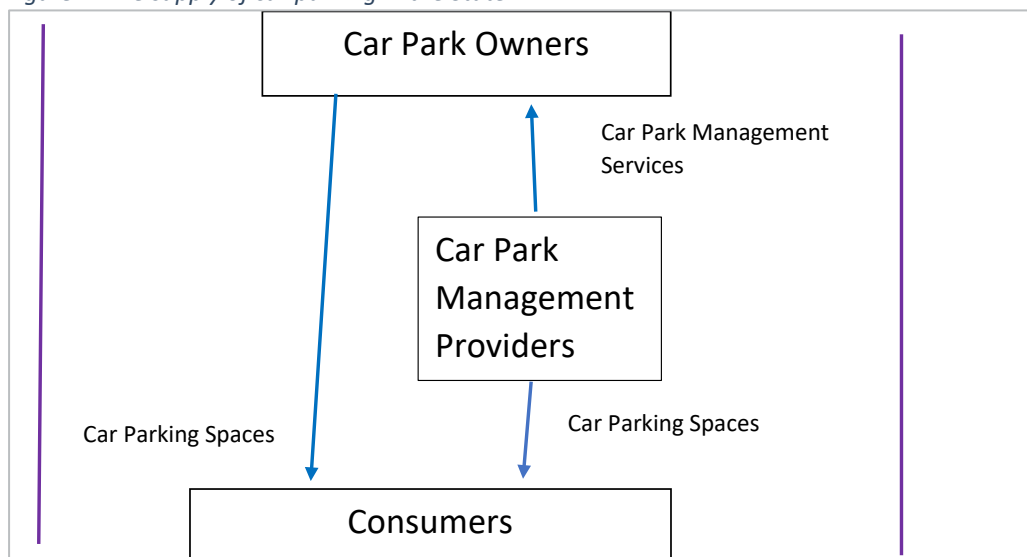 Car Park Owners
Car Park Management
Services
Car Park
Management
Providers
Car Parking Spaces
Car Parking Spaces
Consumers